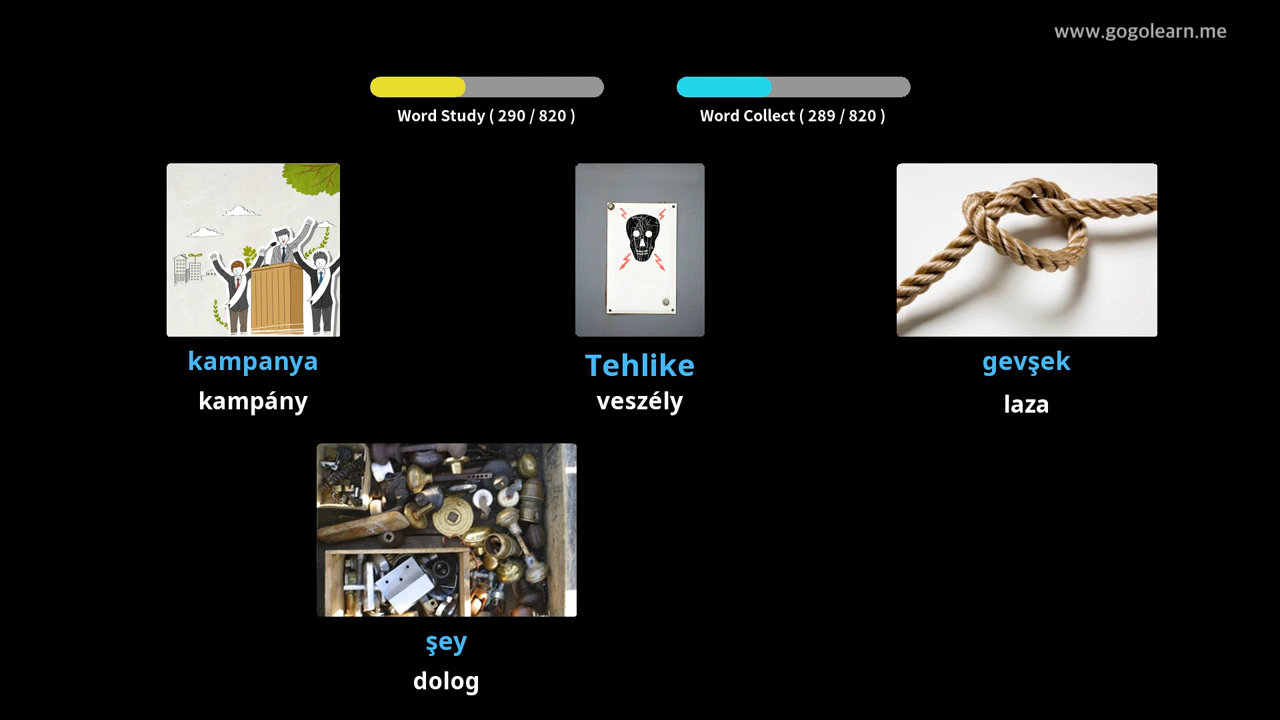 www.gogolearn.me
Word Study ( 290 / 820 )
Word Collect ( 289 / 820 )
kampanya
kampány
Tehlike
veszély
gevşek
laza
şey
dolog